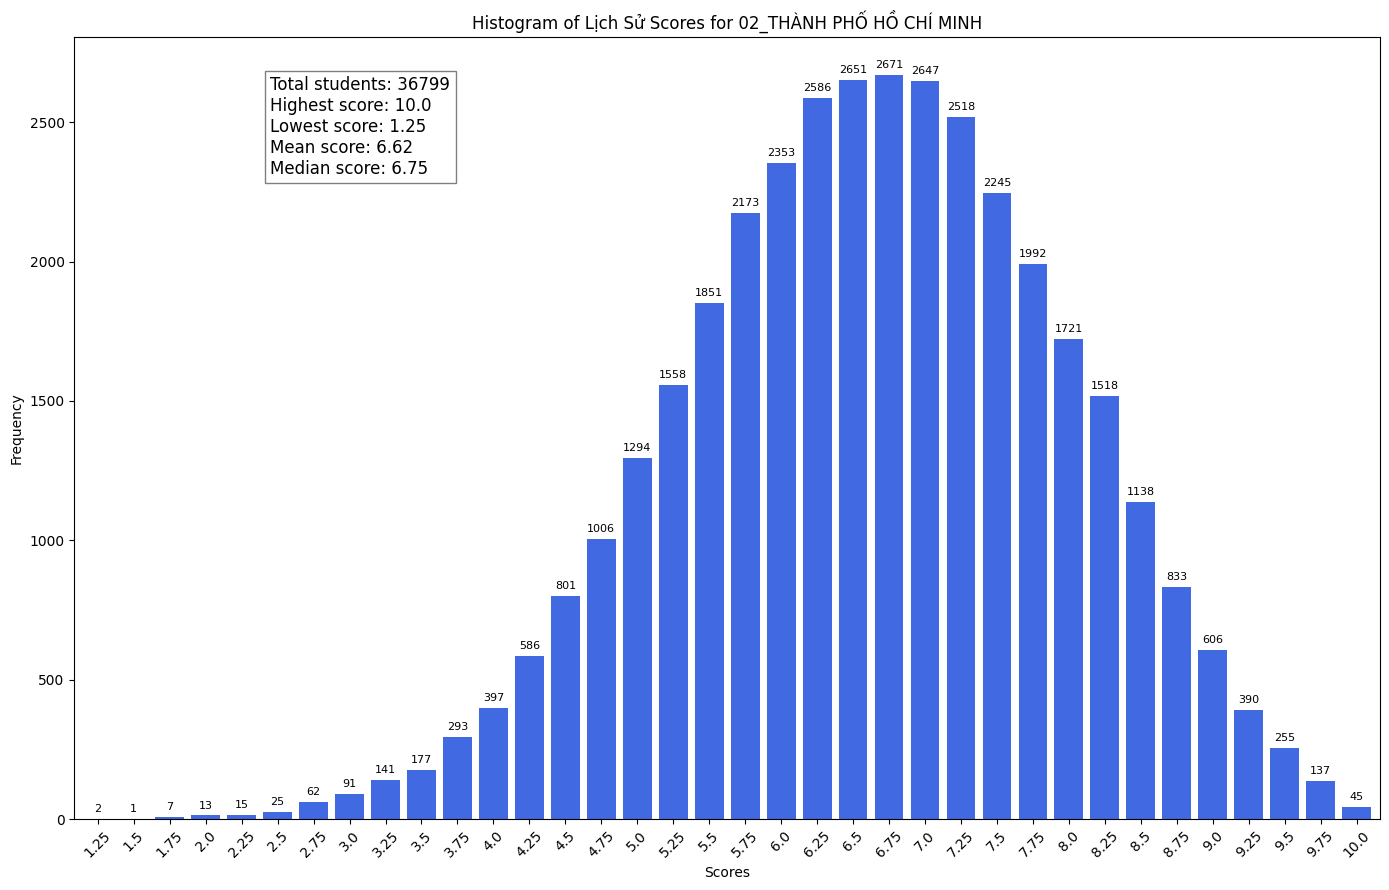 Histogram of Lịch Sử Scores for 02_THÀNH PHỐ HỒ CHÍ MINH
Total students: 36799
Highest score: 10.0
Lowest score: 1.25
Mean score: 6.62
Median score: 6.75
Frequency
2500
2000
1500
1000
500
0
2 1 7 13 15 25 62 91 141 177 293 397 586 801 1006 1294 1558 1851 2173 2353 2586 2651 2671 2647 2518 2245 1992 1721 1518 1138 833 606 390 255 137 45
1.25 1.5 1.75 2.0 2.25 2.5 2.75 3.0 3.25 3.5 3.75 4.0 4.25 4.5 4.75 5.0 5.25 5.5 5.75 6.0 6.25 6.5 6.75 7.0 7.25 7.5 7.75 8.0 8.25 8.5 8.75 9.0 9.25 9.5 9.75 10.0
Scores